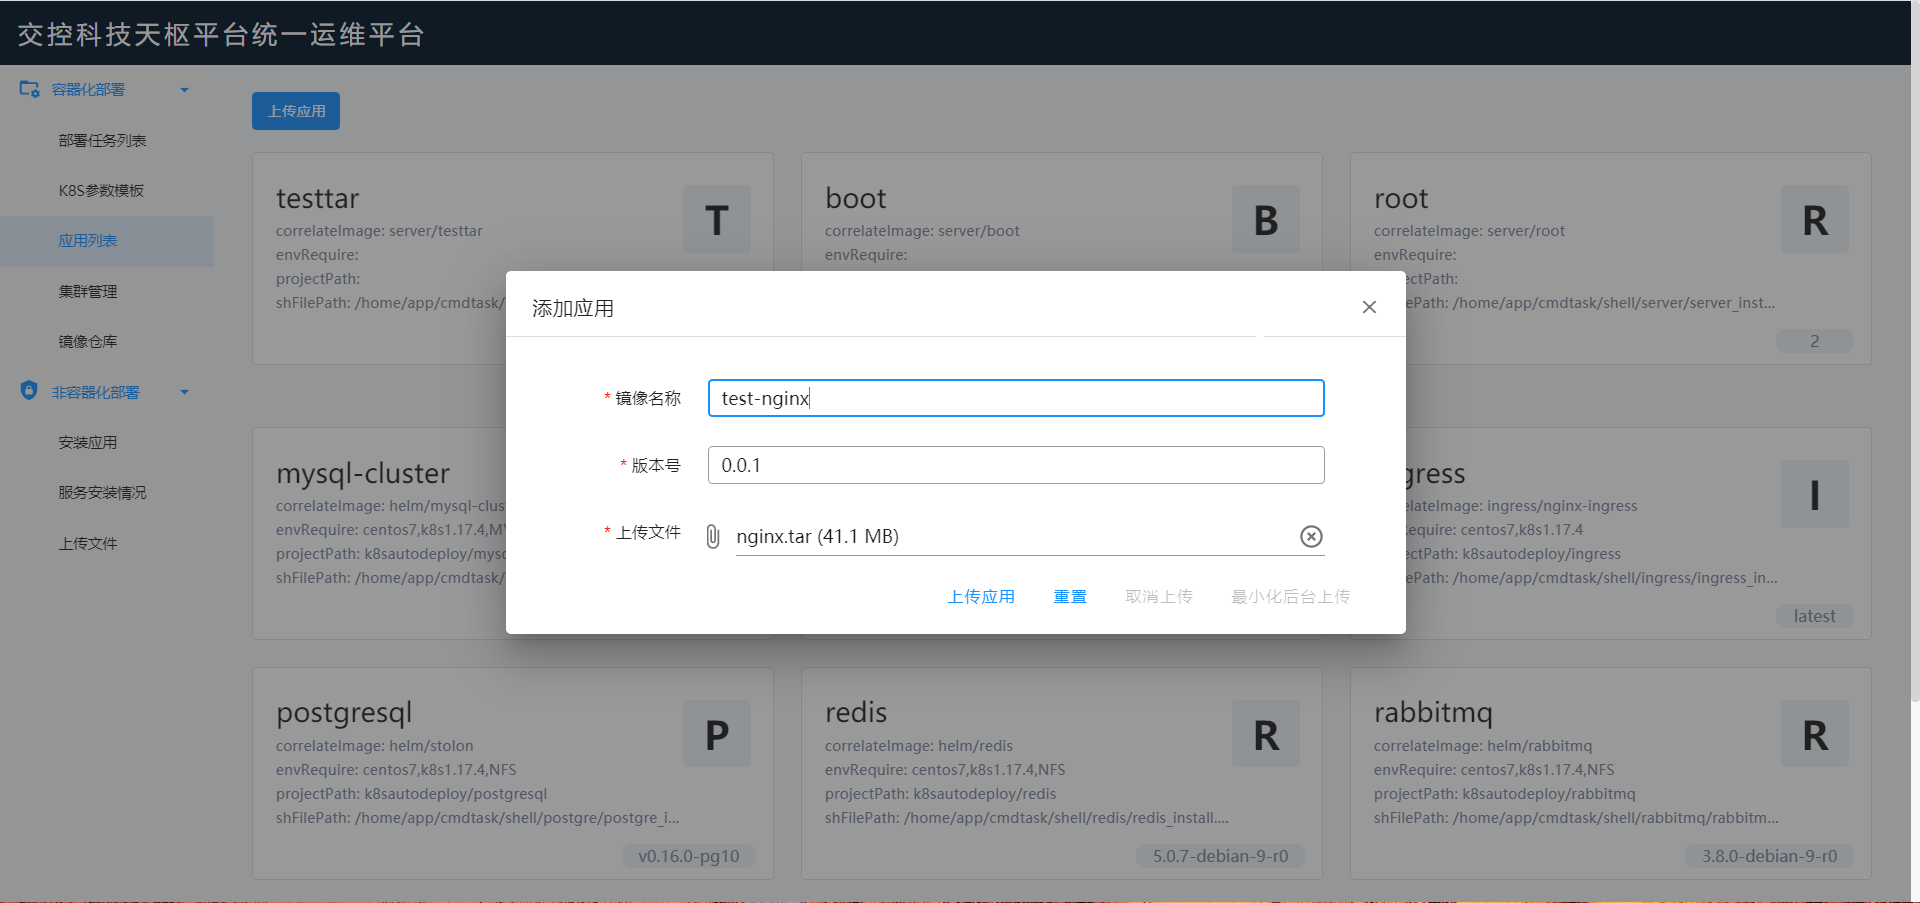 交控科技天枢平台统一运维平台
容器化部署
部署任务列表
K8S参数模板
应用列表
集群管理
镜像仓库
非容器化部署
安装应用
服务安装情况
上传文件
上传应用
testtar
T
correlateImage: server/testtar
envRequire:
projectPath:
shFilePath: /home/app/cmdtask/
boot
B
correlateImage: server/boot
envRequire:
root
R
correlateImage: server/root
envRequire:
ectPath:
ePath: /home/app/cmdtask/shell/server/server_inst...
2
添加应用
* 镜像名称
test-nginx
* 版本号
0.0.1
* 上传文件
nginx.tar (41.1 MB)
上传应用
重置
取消上传
最小化后台上传
mysql-cluster
correlateImage: helm/mysql-clus
envRequire: centos7,k8s1.17.4,MY
projectPath: k8sautodeploy/mysq
shFilePath: /home/app/cmdtask/
gress
I
elateImage: ingress/nginx-ingress
equire: centos7,k8s1.17.4
ectPath: k8sautodeploy/ingress
ePath: /home/app/cmdtask/shell/ingress/ingress_in...
latest
postgresql
P
correlateImage: helm/stolon
envRequire: centos7,k8s1.17.4,NFS
projectPath: k8sautodeploy/postgresql
shFilePath: /home/app/cmdtask/shell/postgre/postgre_i...
v0.16.0-pg10
redis
R
correlateImage: helm/redis
envRequire: centos7,k8s1.17.4,NFS
projectPath: k8sautodeploy/redis
shFilePath: /home/app/cmdtask/shell/redis/redis_install....
5.0.7-debian-9-r0
rabbitmq
R
correlateImage: helm/rabbitmq
envRequire: centos7,k8s1.17.4,NFS
projectPath: k8sautodeploy/rabbitmq
shFilePath: /home/app/cmdtask/shell/rabbitmq/rabbitm...
3.8.0-debian-9-r0